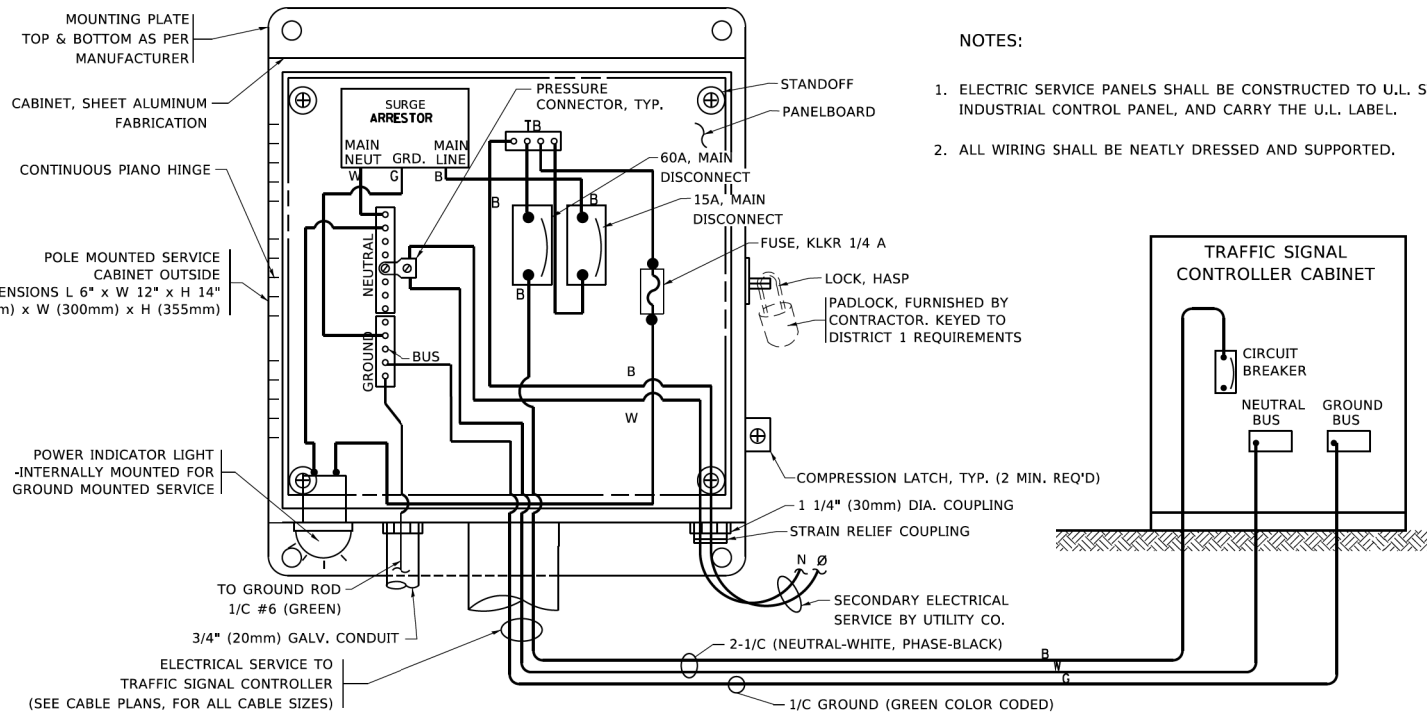 MOUNTING PLATE
TOP & BOTTOM AS PER
MANUFACTURER
CABINET, SHEET ALUMINUM
FABRICATION
CONTINUOUS PIANO HINGE
POLE MOUNTED SERVICE
CABINET OUTSIDE
ENSIONS L 6" x W 12" x H 14"
m) x W (300mm) x H (355mm)
POWER INDICATOR LIGHT
-INTERNALLY MOUNTED FOR
GROUND MOUNTED SERVICE
TO GROUND ROD
1/C #6 (GREEN)
3/4" (20mm) GALV. CONDUIT
ELECTRICAL SERVICE TO
TRAFFIC SIGNAL CONTROLLER
(SEE CABLE PLANS, FOR ALL CABLE SIZES)
SURGE
ARRESTOR
MAIN
NEUT
GRD.
MAIN
LINE
W
G
B
PRESSURE
CONNECTOR, TYP.
TB
B
B
B
NEUTRAL
GROUND
BUS
B
W
STANDOFF
PANELBOARD
60A, MAIN
DISCONNECT
15A, MAIN
DISCONNECT
FUSE, KLKR 1/4 A
LOCK, HASP
PADLOCK, FURNISHED BY
CONTRACTOR. KEYED TO
DISTRICT 1 REQUIREMENTS
COMPRESSION LATCH, TYP. (2 MIN. REQ'D)
1 1/4" (30mm) DIA. COUPLING
STRAIN RELIEF COUPLING
N Ø
SECONDARY ELECTRICAL
SERVICE BY UTILITY CO.
2-1/C (NEUTRAL-WHITE, PHASE-BLACK)
B
W
G
1/C GROUND (GREEN COLOR CODED)
NOTES:
1. ELECTRIC SERVICE PANELS SHALL BE CONSTRUCTED TO U.L. S
INDUSTRIAL CONTROL PANEL, AND CARRY THE U.L. LABEL.
2. ALL WIRING SHALL BE NEATLY DRESSED AND SUPPORTED.
TRAFFIC SIGNAL
CONTROLLER CABINET
CIRCUIT
BREAKER
NEUTRAL
BUS
GROUND
BUS